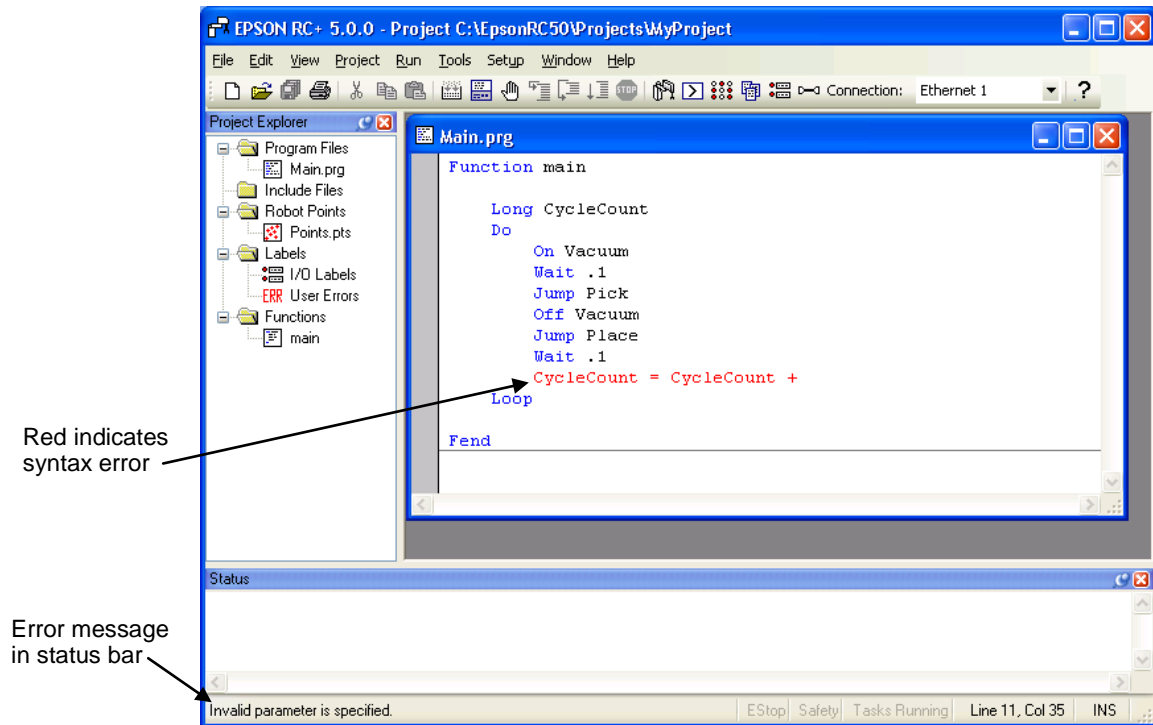 EPSON RC+ 5.0.0 - Project C:\EpsonRC50\Projects\MyProject
File Edit View Project Run Tools Setup Window Help
STOP Connection: Ethernet 1 ?
Project Explorer
Program Files
Main.prg
Include Files
Robot Points
Points.pts
Labels
I/O Labels
ERR User Errors
Functions
main
Main.prg
Function main
Long CycleCount
Do
On Vacuum
Wait .1
Jump Pick
Off Vacuum
Jump Place
Wait .1
CycleCount = CycleCount +
Loop
Fend
Red indicates
syntax error
Status
Error message
in status bar
Invalid parameter is specified. EStop Safety Tasks Running Line 11, Col 35 INS